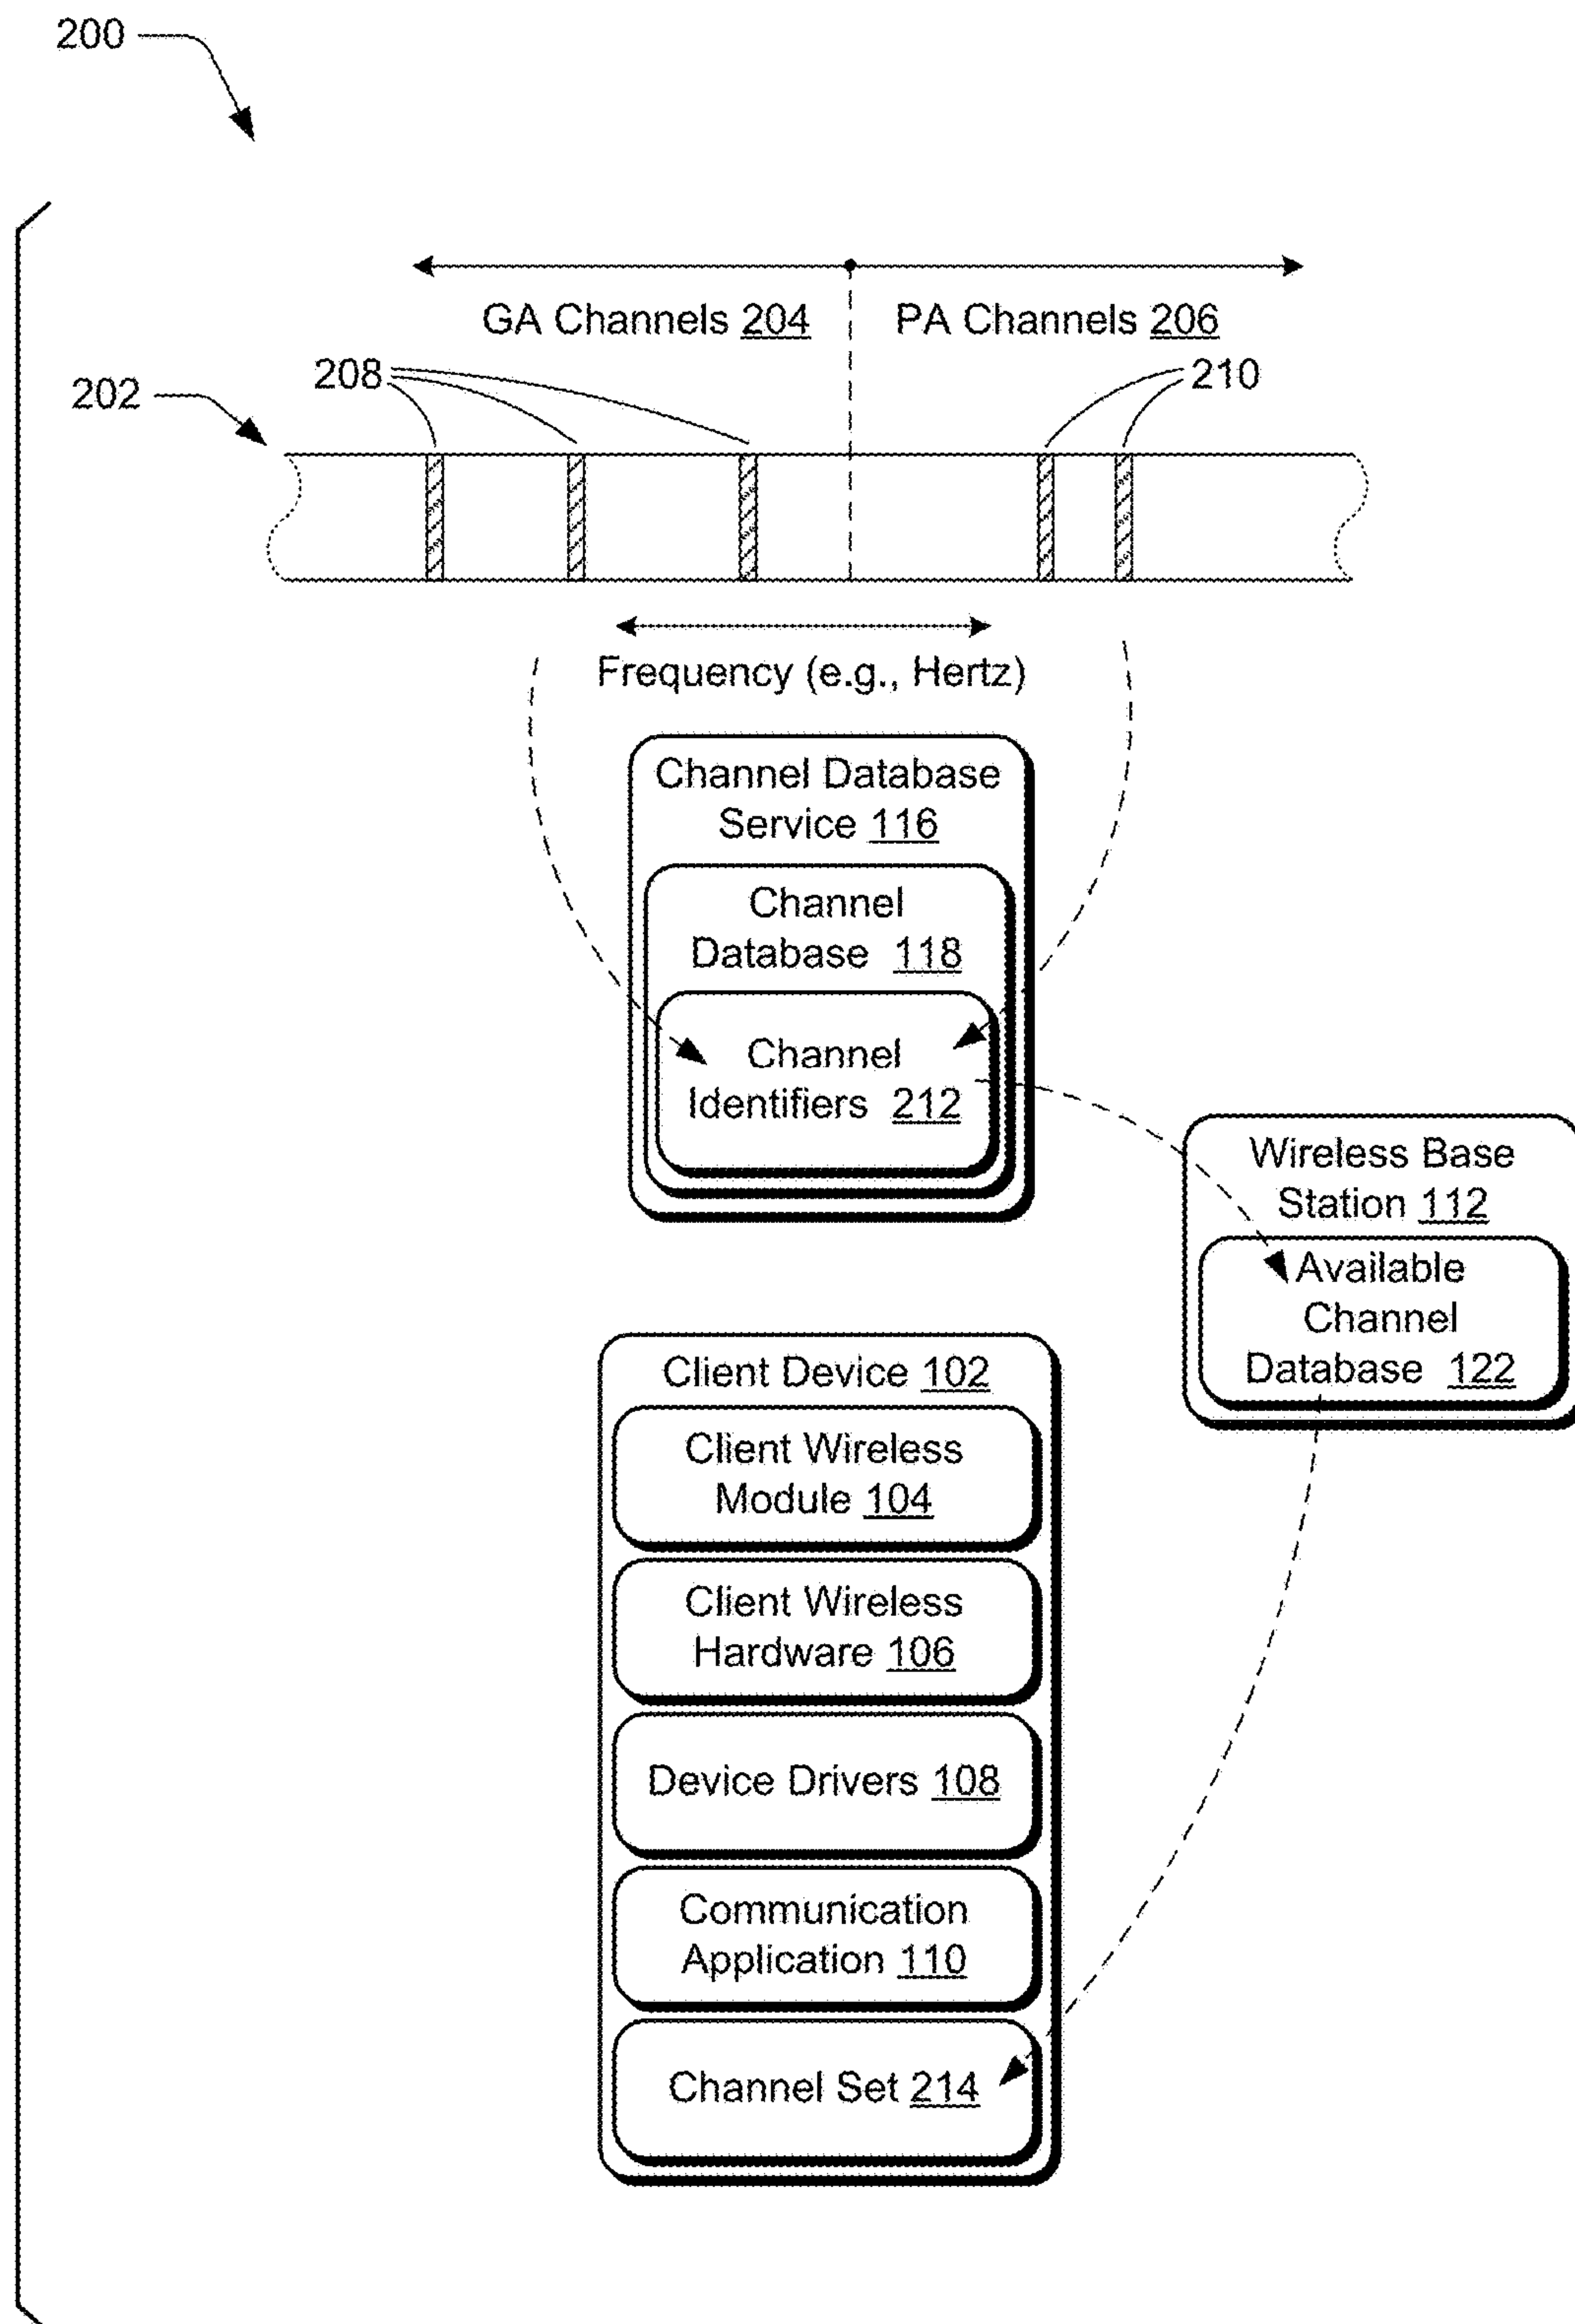 200
GA Channels 204
PA Channels 206
202
208
210
Frequency (e.g., Hertz)
Channel Database
Service 116
Channel
Database 118
Channel
Identifiers 212
Wireless Base
Station 112
Available
Channel
Database 122
Client Device 102
Client Wireless
Module 104
Client Wireless
Hardware 106
Device Drivers 108
Communication
Application 110
Channel Set 214